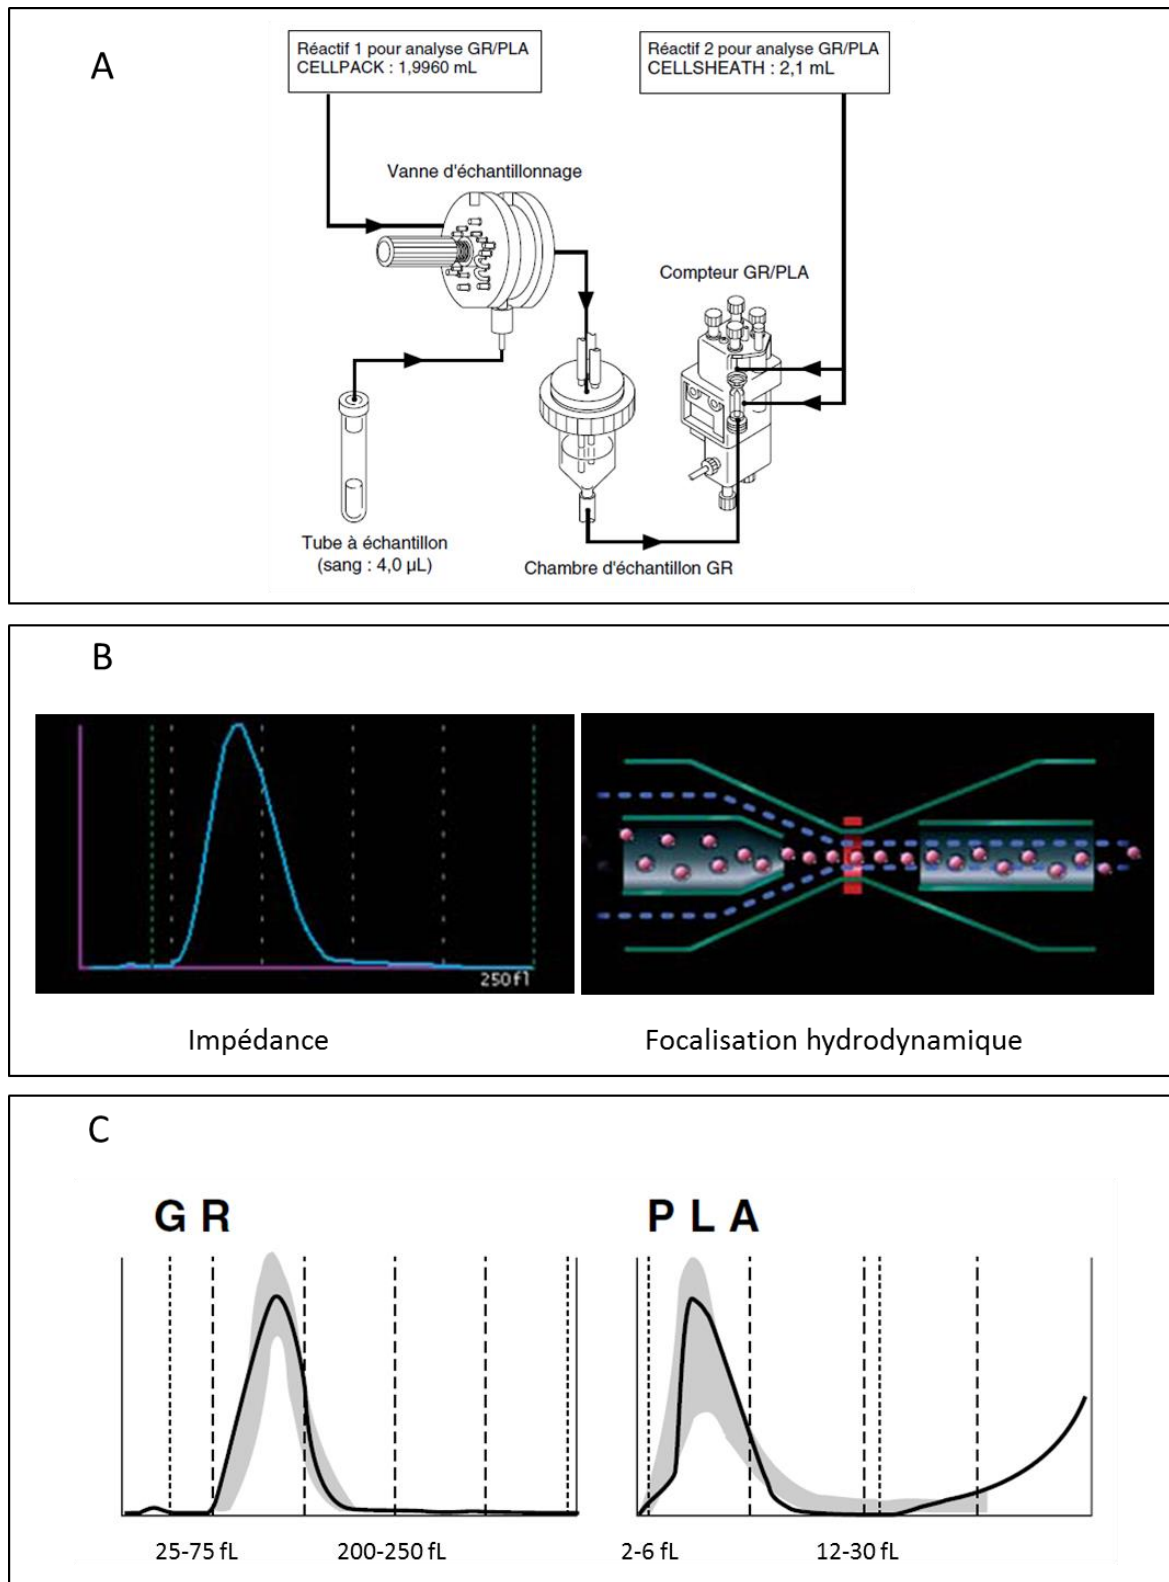 A
Réactif 1 pour analyse GR/PLA
CELLPACK : 1,9960 mL
Réactif 2 pour analyse GR/PLA
CELLSHEATH : 2,1 mL
Vanne d'échantillonnage
Compteur GR/PLA
Tube à échantillon
(sang : 4,0 µL)
Chambre d'échantillon GR
B
250fl
Impédance
Focalisation hydrodynamique
C
GR
PLA
25-75 fL
200-250 fL
2-6 fL
12-30 fL